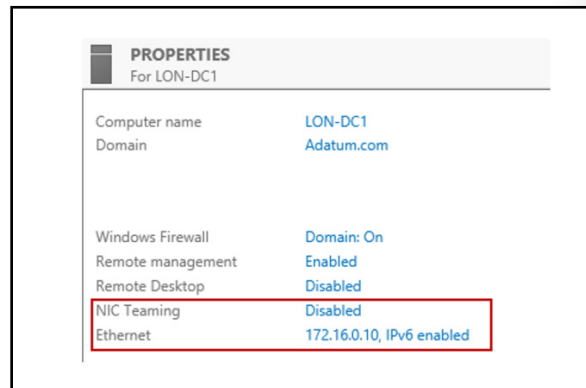 PROPERTIES
For LON-DC1
Computer name LON-DC1
Domain Adatum.com
Windows Firewall Domain: On
Remote management Enabled
Remote Desktop Disabled
NIC Teaming Disabled
Ethernet 172.16.0.10, IPv6 enabled